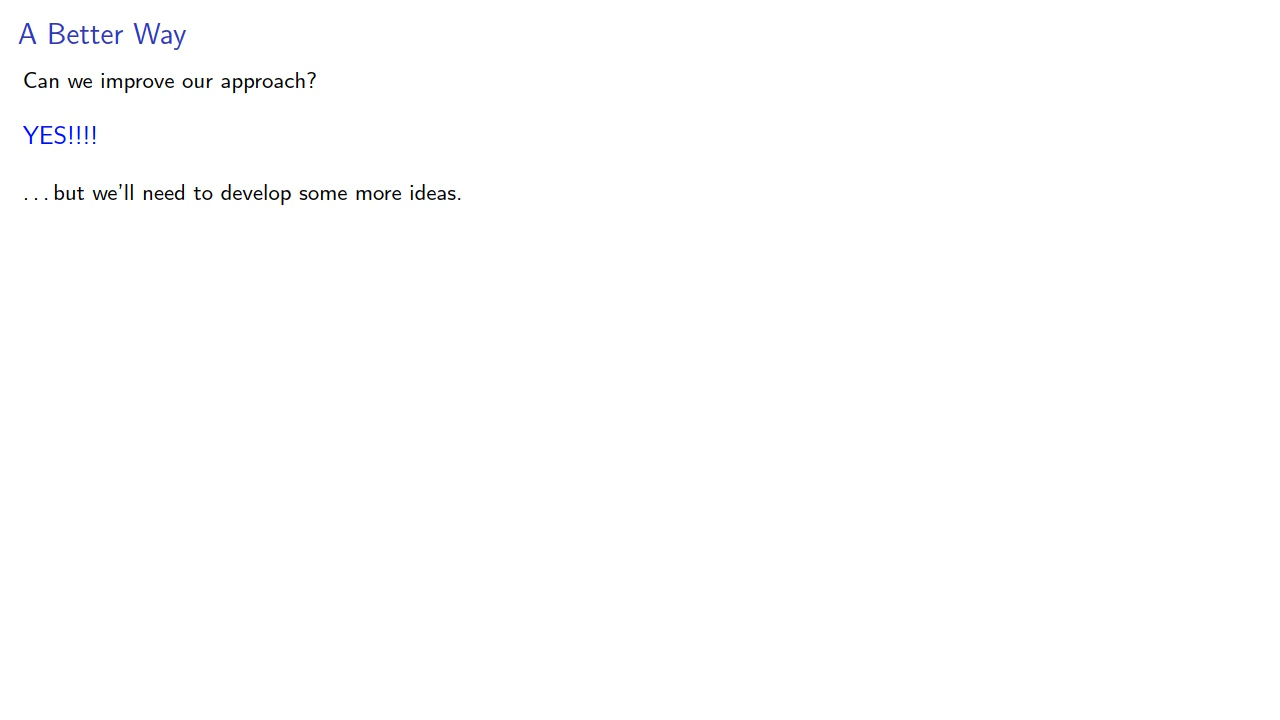 A Better Way
Can we improve our approach?
YES!!!!
...but we'll need to develop some more ideas.